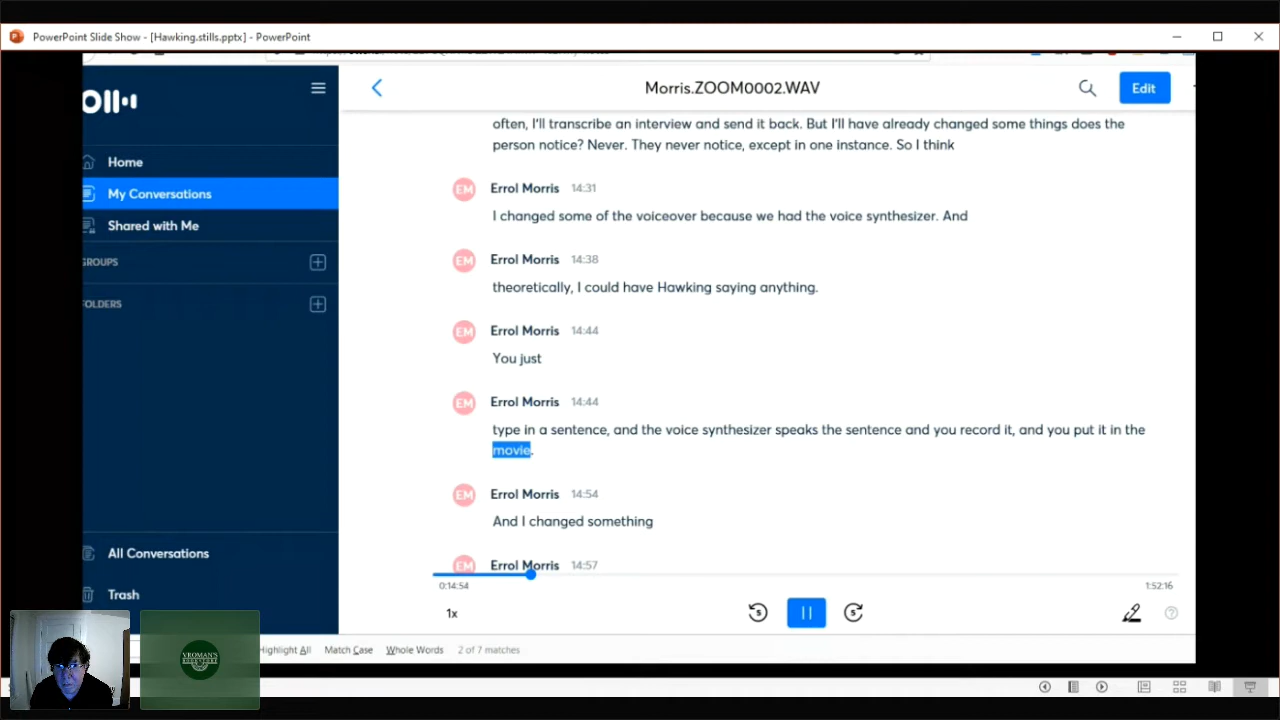 PowerPoint Slide Show - [Hawking.stills.pptx] - PowerPoint
Morris.ZOOM0002.WAV
Edit
Home
My Conversations
Shared with Me
ROUPS
OLDERS
All Conversations
Trash
often, I'll transcribe an interview and send it back. But I'll have already changed some things does the
person notice? Never. They never notice, except in one instance. So I think
EM Errol Morris 14:31
I changed some of the voiceover because we had the voice synthesizer. And
EM Errol Morris 14:38
theoretically, I could have Hawking saying anything.
EM Errol Morris 14:44
You just
EM Errol Morris 14:44
type in a sentence, and the voice synthesizer speaks the sentence and you record it, and you put it in the
movie.
EM Errol Morris 14:54
And I changed something
EM Errol Morris 14:57
0:14:54 1:52:16
1x 5 5
VROMAN'S
BOOKSTORE
Highlight All Match Case Whole Words 2 of 7 matches